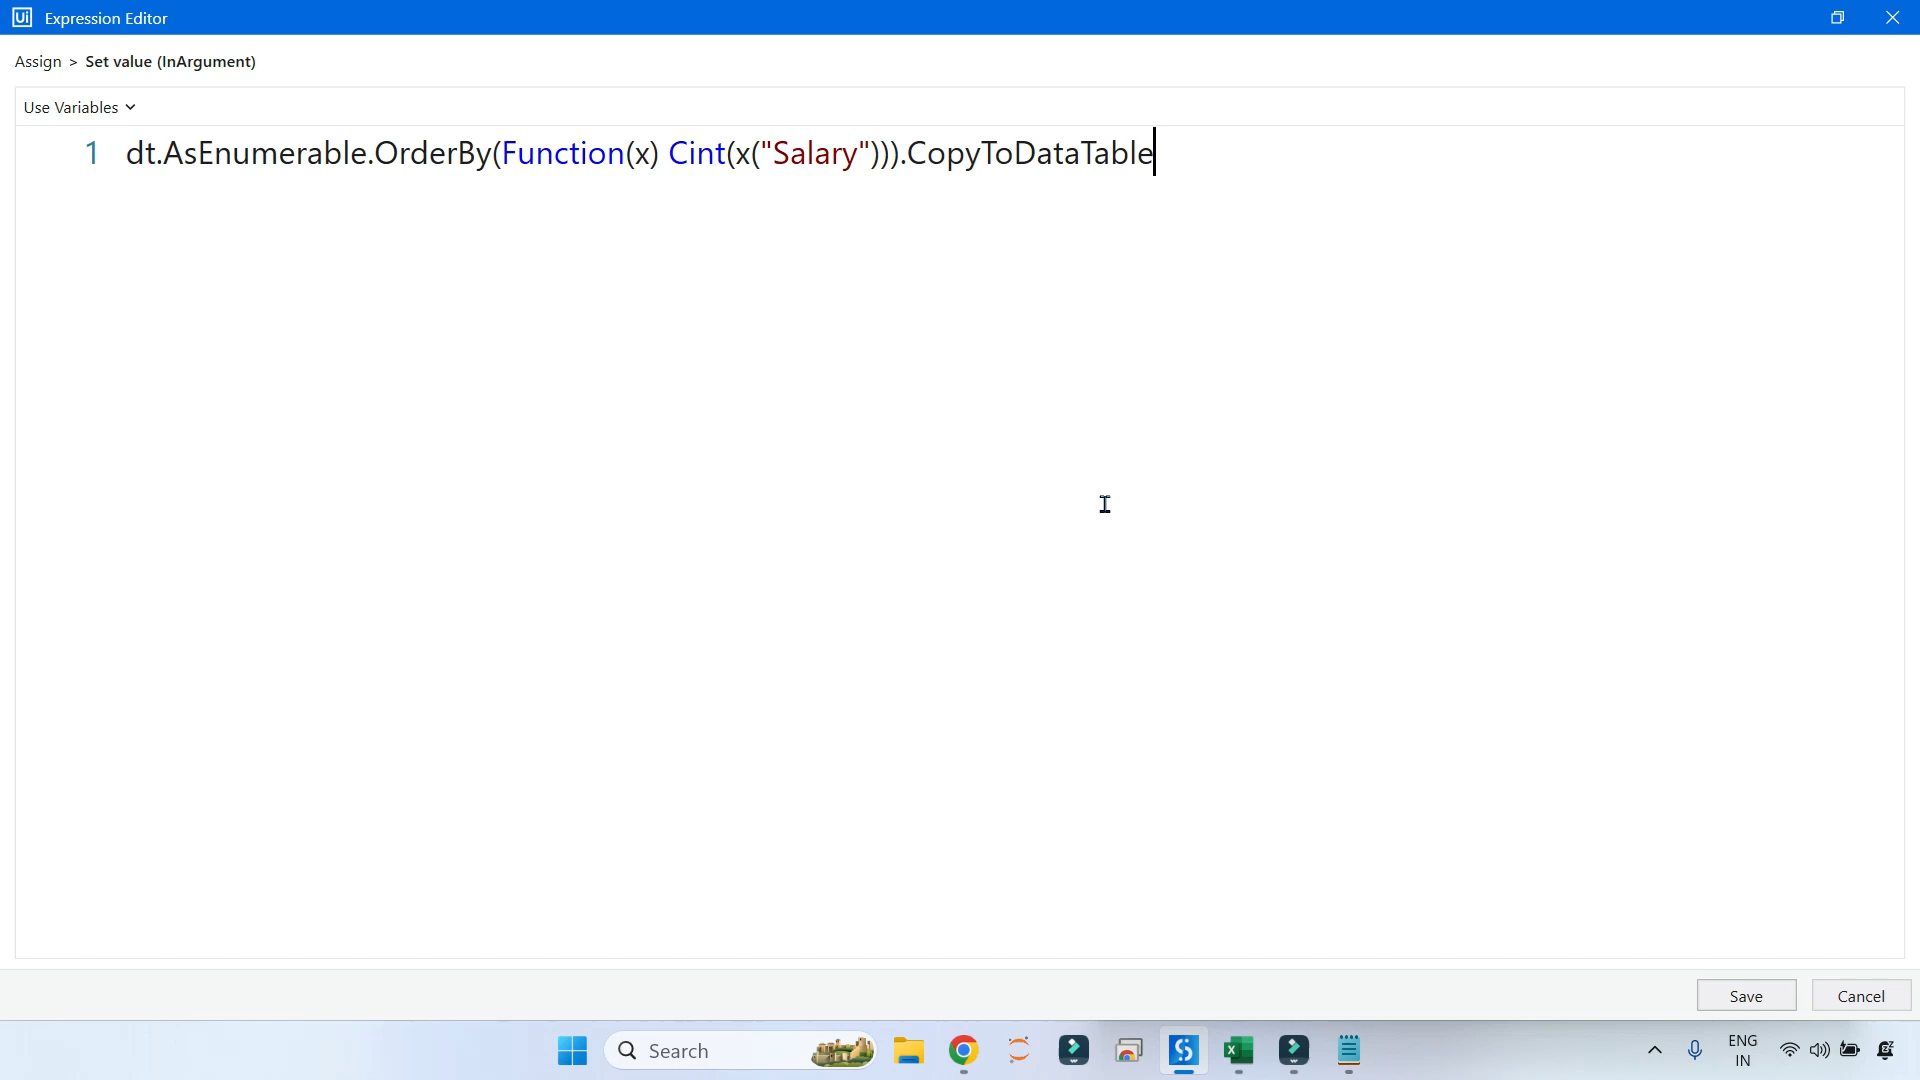 Ui Expression Editor
Assign > Set value (InArgument)
Use Variables
1 dt.AsEnumerable.OrderBy(Function(x) Cint(x("Salary"))).CopyToDataTable
Save Cancel
Search
ENG
IN